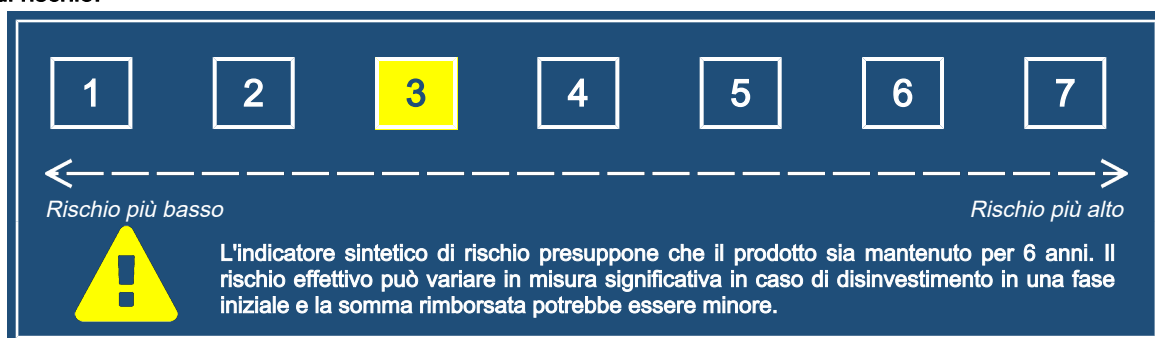 di rischio:
1 2 3 4 5 6 7
Rischio più basso Rischio più alto
L'indicatore sintetico di rischio presuppone che il prodotto sia mantenuto per 6 anni. Il
rischio effettivo può variare in misura significativa in caso di disinvestimento in una fase
iniziale e la somma rimborsata potrebbe essere minore.